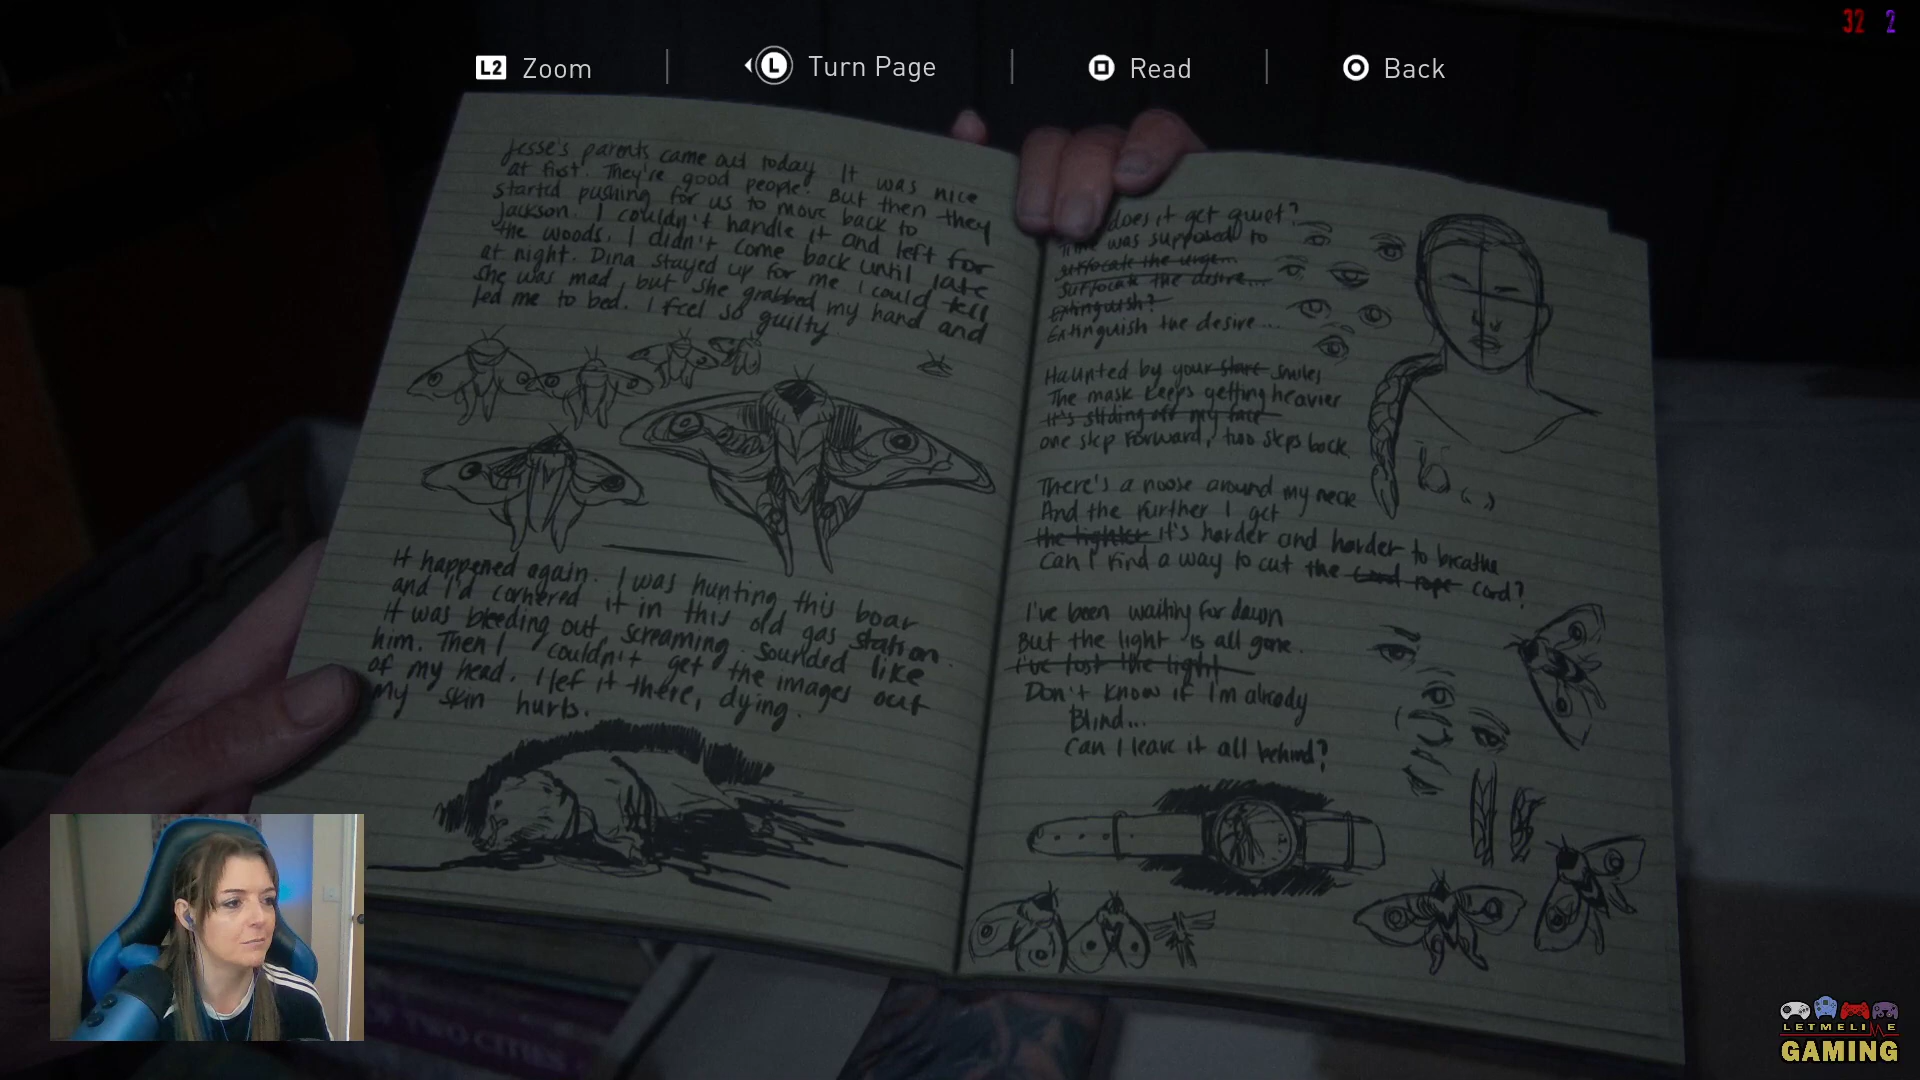 32 2
L2 Zoom
L Turn Page
Read
Back
Jesse's parents came out today. It was nice
at first. They're good people. But then they
started pushing for us to move back to
Jackson. I couldn't handle it and left for
the woods. I didn't come back until late
at night. Dina stayed up for me I could tell
she was mad, but she grabbed my hand and
led me to bed. I feel so guilty.
It happened again. I was hunting this boar
and I'd cornered it in this old gas station.
It was bleeding out, screaming. Sounded like
him. Then I couldn't get the images out
of my head. I lef it there, dying.
My skin hurts.
does it get quiet?
Time was supposed to
suffocate the urge...
suffocate the desire...
Extinguish?
Extinguish the desire...
Haunted by your stare smiles
The mask keeps getting heavier
It's sliding off my face
one step forward, two steps back
There's a noose around my neck
And the further I get
the tighter it's harder and harder to breathe
Can I find a way to cut the cord rope cord?
I've been waiting for dawn
But the light is all gone.
I've lost the light
Don't know if I'm already
Blind...
Can I leave it all behind?
TWO CITIES
LETMELIVE
GAMING